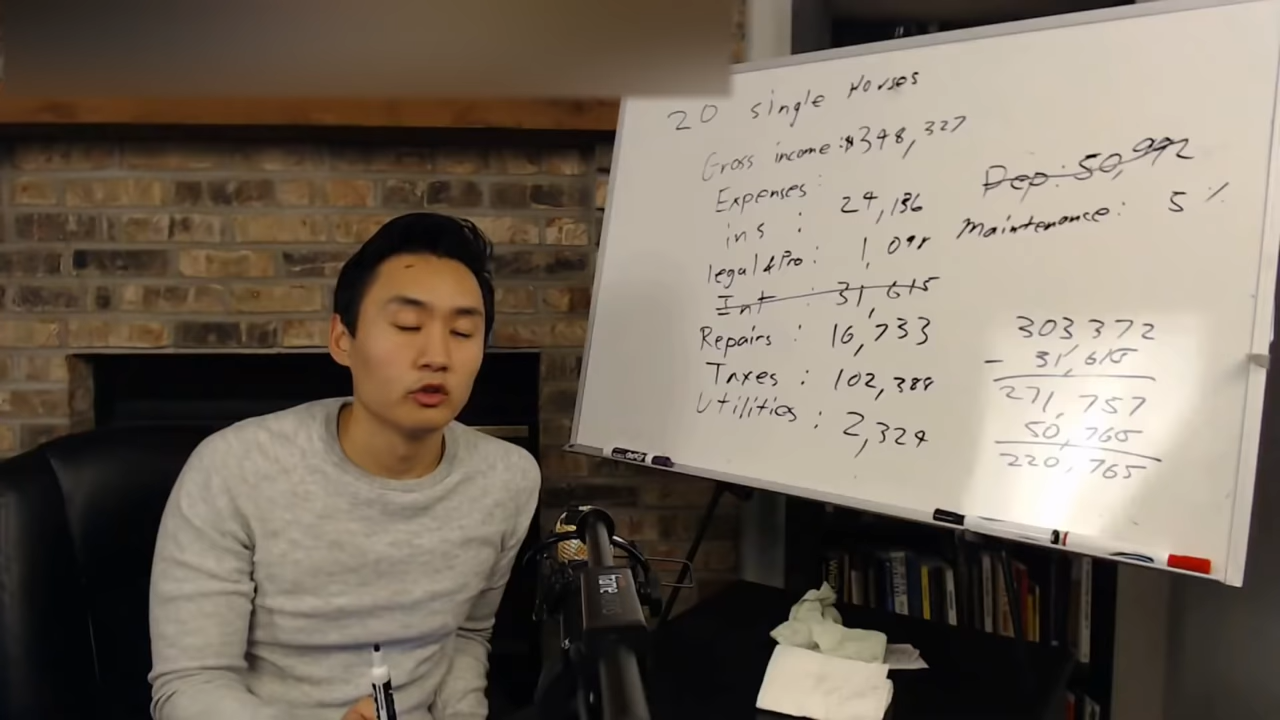 20 single Houses
Gross income: $348,327
Expenses:
ins : 24,136
legal & Pro: 1,098
Int : 31,615
Repairs : 16,733
Taxes : 102,388
Utilities : 2,324
Dep: 50,992
Maintenance: 5 %
303372
- 31,615
271,757
50,765
220,765